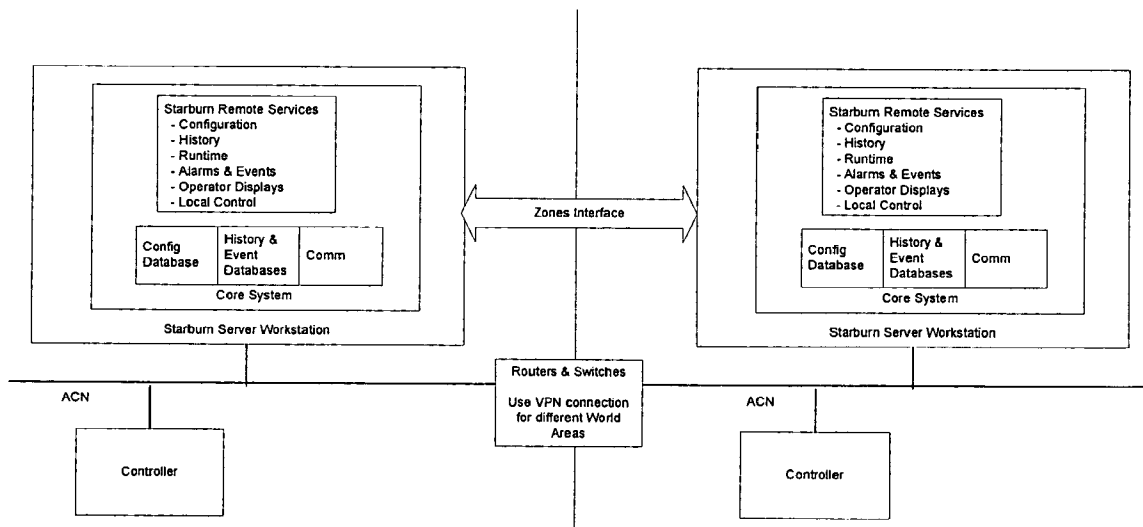 Starburn Remote Services
- Configuration
- History
- Runtime
- Alarms & Events
- Operator Displays
- Local Control
Config
Database
History &
Event
Databases
Comm
Core System
Starburn Server Workstation
Zones Interface
Starburn Remote Services
- Configuration
- History
- Runtime
- Alarms & Events
- Operator Displays
- Local Control
Config
Database
History &
Event
Databases
Comm
Core System
Starburn Server Workstation
Routers & Switches
Use VPN connection
for different World
Areas
ACN
Controller
ACN
Controller